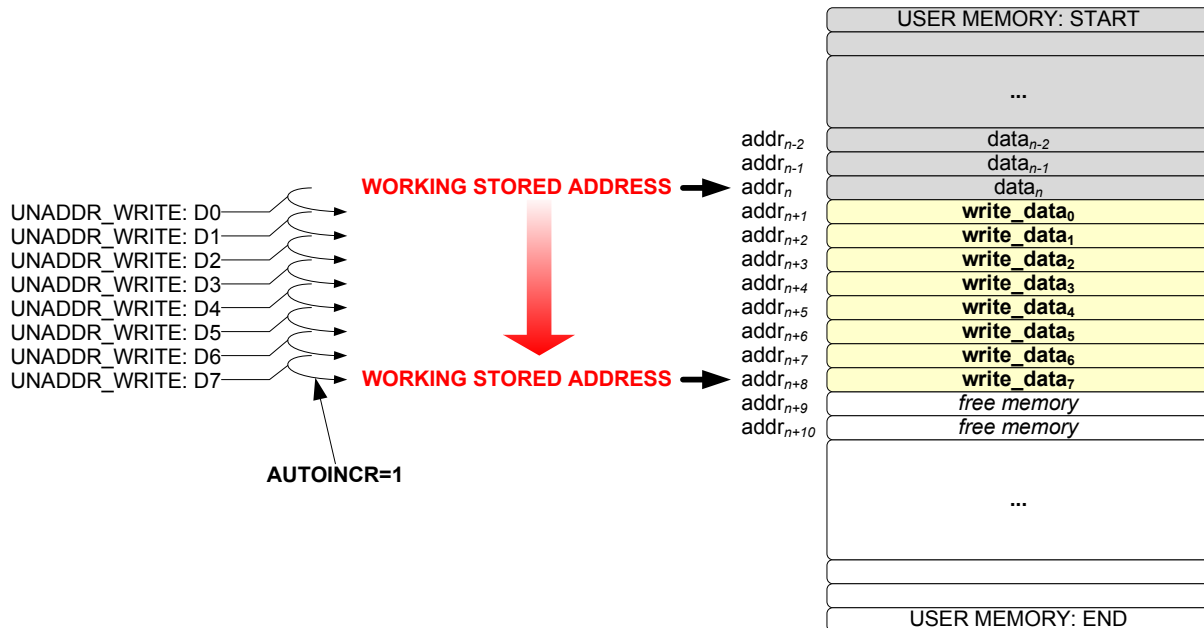 USER MEMORY: START
...
addrn-2 datan-2
addrn-1 datan-1
WORKING STORED ADDRESS addrn datan
UNADDR_WRITE: D0 addrn+1 write_data0
UNADDR_WRITE: D1 addrn+2 write_data1
UNADDR_WRITE: D2 addrn+3 write_data2
UNADDR_WRITE: D3 addrn+4 write_data3
UNADDR_WRITE: D4 addrn+5 write_data4
UNADDR_WRITE: D5 addrn+6 write_data5
UNADDR_WRITE: D6 addrn+7 write_data6
UNADDR_WRITE: D7 WORKING STORED ADDRESS addrn+8 write_data7
addrn+9 free memory
addrn+10 free memory
AUTOINCR=1
...
USER MEMORY: END